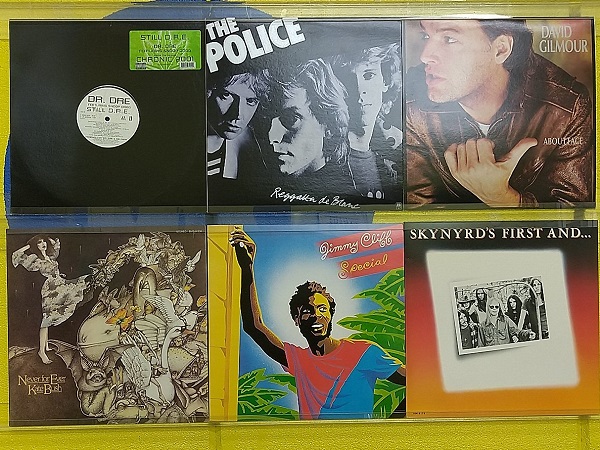 STILL D.R.E
DR. DRE
CHRONIC 2001
DR. DRE
STILL D.R.E
THE
POLICE
Reggatta de Blanc
DAVID
GILMOUR
ABOUT FACE
Never for Ever
Kate Bush
Jimmy Cliff
Special
SKYNYRD'S FIRST AND...